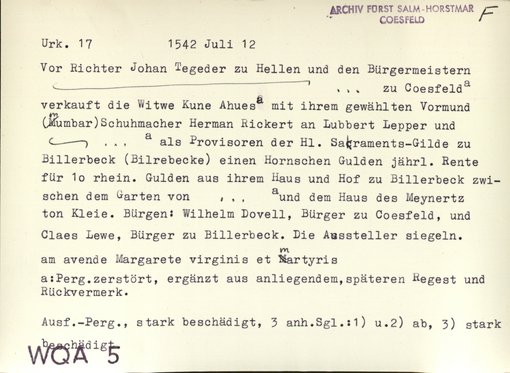 ARCHIV FÜRST SALM-HORSTMAR
COESFELD
F
Urk. 17 1542 Juli 12
Vor Richter Johan Tegeder zu Hellen und den Bürgermeistern
... zu Coesfeld a
verkauft die Witwe Kune Ahues a mit ihrem gewählten Vormund
(Mumbar) Schuhmacher Herman Rickert an Lubbert Lepper und
... a als Provisoren der Hl. Sakraments-Gilde zu
Billerbeck (Bilrebecke) einen Hornschen Gulden jährl. Rente
für 1o rhein. Gulden aus ihrem Haus und Hof zu Billerbeck zwi-
schen dem Garten von ... a und dem Haus des Meynertz
ton Kleie. Bürgen: Wilhelm Dovell, Bürger zu Coesfeld, und
Claes Lewe, Bürger zu Billerbeck. Die Aussteller siegeln.
am avende Margarete virginis et martyris
a:Perg.zerstört, ergänzt aus anliegendem,späteren Regest und
Rückvermerk.
Ausf.-Perg., stark beschädigt, 3 anh.Sgl.:1) u.2) ab, 3) stark
beschädigt
WQA 5